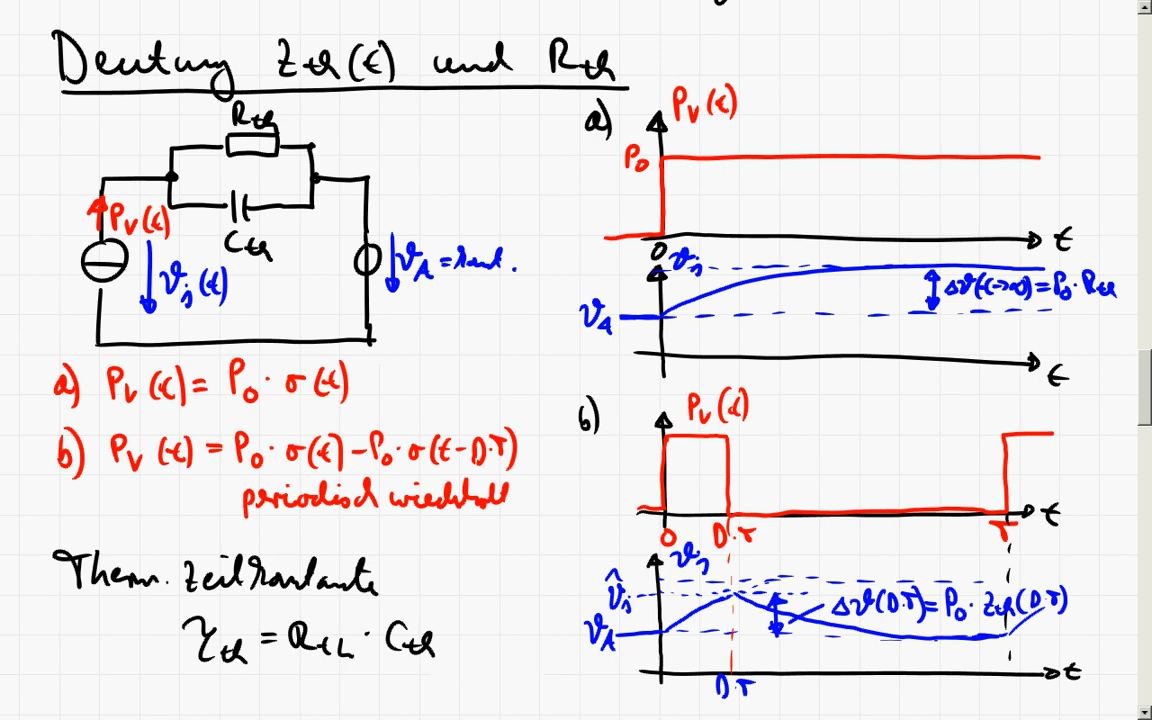 Deutung Zth(t) und Rth
Rth
Cth
Pv(t)
ϑj(t)
ϑA = konst.
a) Pv(t) = P0 · σ(t)
b) Pv(t) = P0 · σ(t) - P0 · σ(t - D·T)
periodisch wiederholt
Therm. Zeitkonstante
τth = Rth · Cth
a)
Pv(t)
P0
0
t
ϑj
ϑA
Δϑ(t→∞) = P0 · Rth
t
b)
Pv(t)
0
D·T
T
t
ϑj
ϑ̂j
ϑA
Δϑ(D·T) = P0 · Zth(D·T)
D·T
t